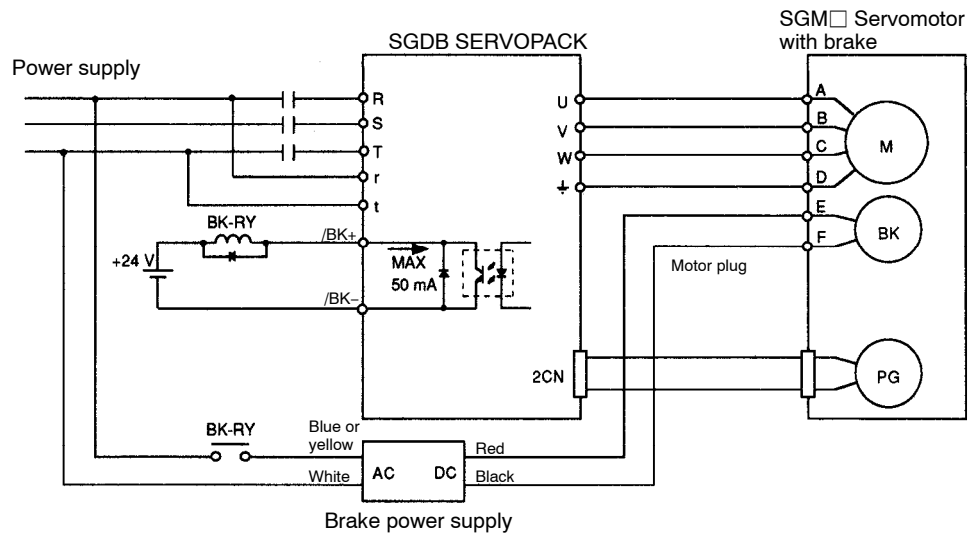 SGM□ Servomotor
with brake
SGDB SERVOPACK
Power supply
R
S
T
r
t
U
V
W
A
B
C
D
E
F
M
BK
PG
BK-RY
+24 V
/BK+
MAX
50 mA
/BK−
Motor plug
2CN
BK-RY
Blue or
yellow
White
AC
DC
Red
Black
Brake power supply